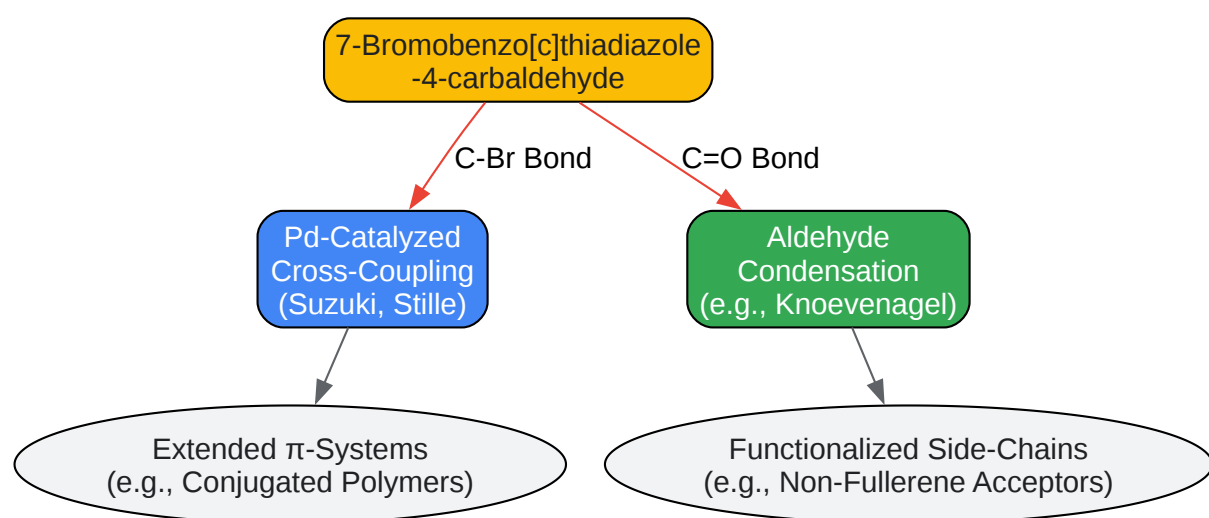 7-Bromobenzo[c]thiadiazole
-4-carbaldehyde
C-Br Bond
C=O Bond
Pd-Catalyzed
Cross-Coupling
(Suzuki, Stille)
Aldehyde
Condensation
(e.g., Knoevenagel)
Extended π-Systems
(e.g., Conjugated Polymers)
Functionalized Side-Chains
(e.g., Non-Fullerene Acceptors)